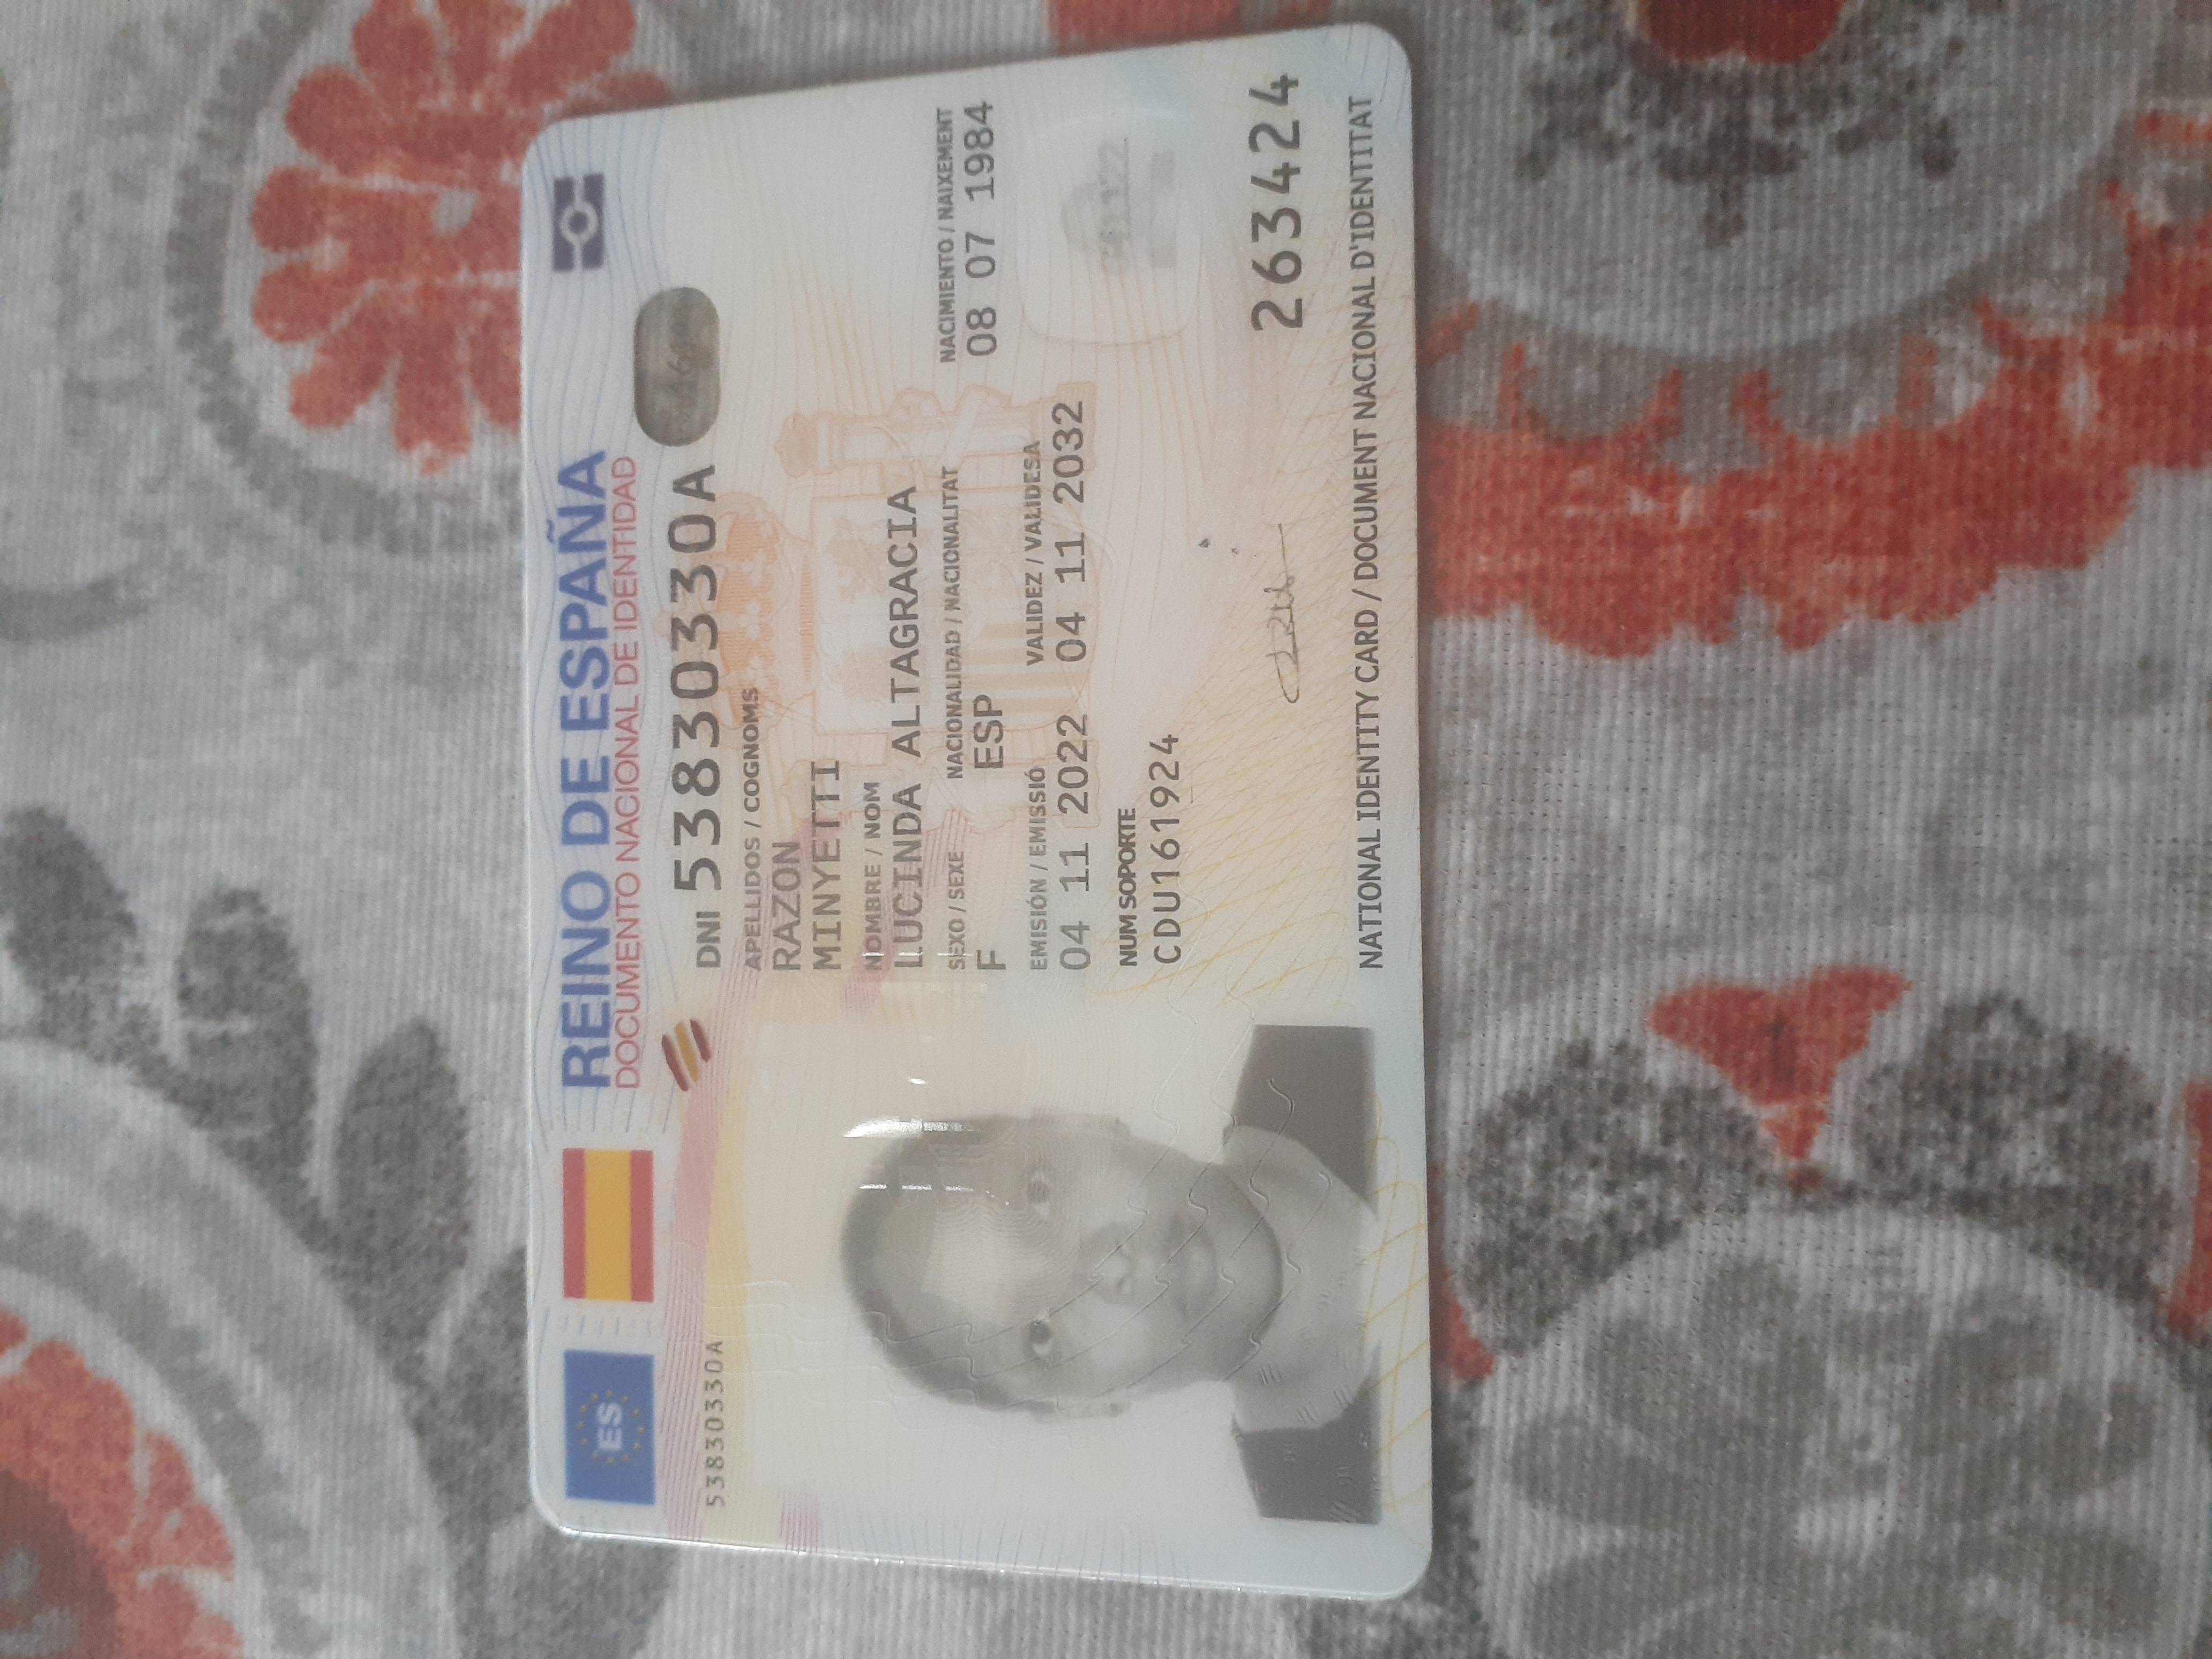 ES
REINO DE ESPAÑA
DOCUMENTO NACIONAL DE IDENTIDAD
53830330A
DNI 53830330A
APELLIDOS / COGNOMS
RAZON
MINYETTI
NOMBRE / NOM
LUCINDA ALTAGRACIA
SEXO / SEXE NACIONALIDAD / NACIONALITAT NACIMIENTO / NAIXEMENT
F ESP 08 07 1984
EMISIÓN / EMISSIÓ VALIDEZ / VALIDESA
04 11 2022 04 11 2032
NUM SOPORTE
CDU161924
263424
NATIONAL IDENTITY CARD / DOCUMENT NACIONAL D'IDENTITAT